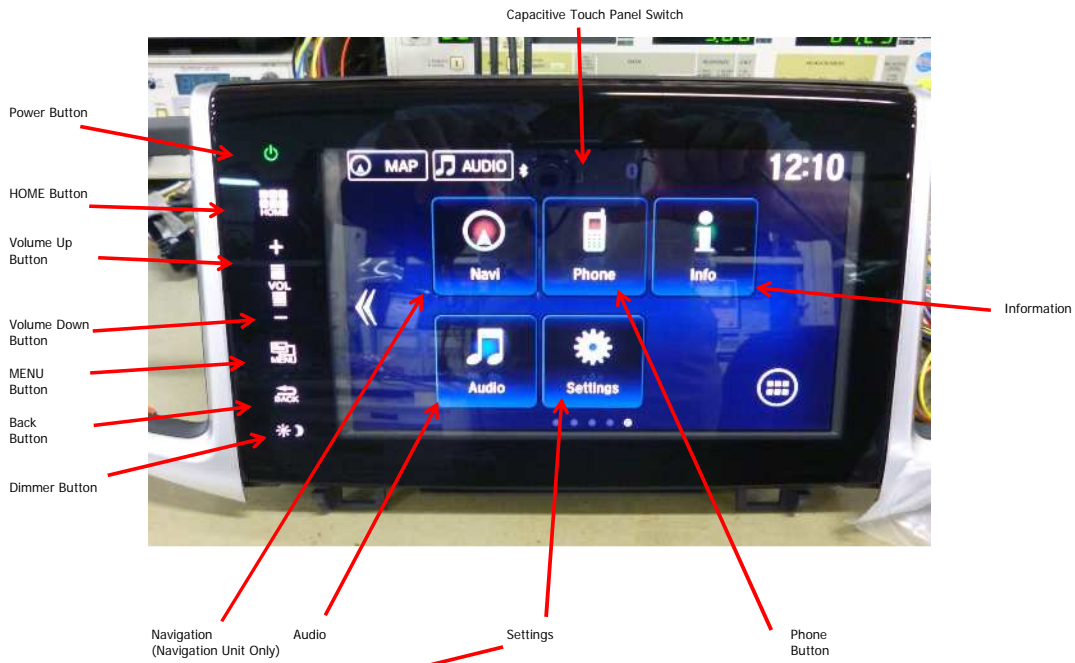 Capacitive Touch Panel Switch
Power Button
HOME Button
Volume Up
Button
Volume Down
Button
MENU
Button
Back
Button
Dimmer Button
HOME
+
VOL
−
MENU
BACK
MAP
AUDIO
0
12:10
Navi
Phone
Info
Audio
Settings
Information
Navigation
(Navigation Unit Only)
Audio
Settings
Phone
Button